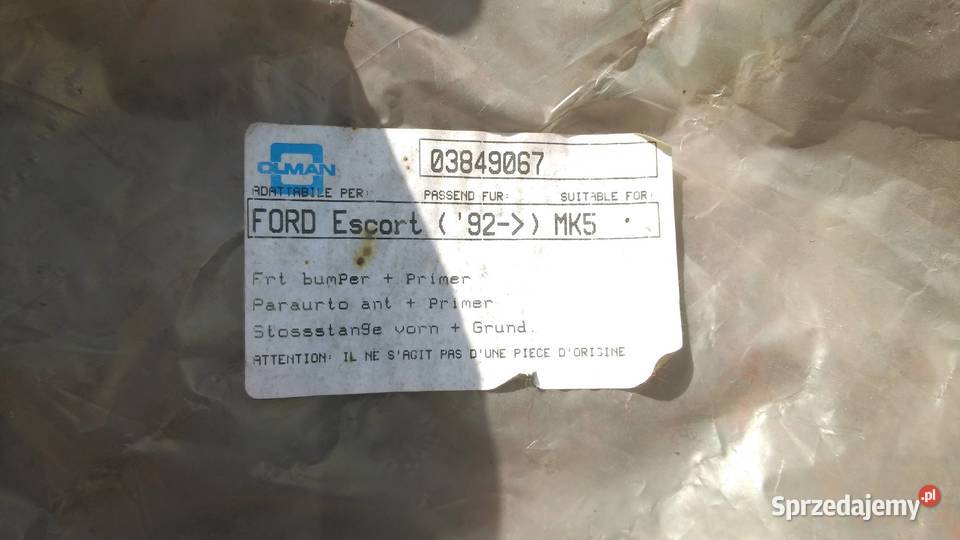 OLMAN
03849067
ADATTABILE PER: PASSEND FUR: SUITABLE FOR:
FORD Escort ('92->) MK5
Frt bumper + Primer
Paraurto ant + Primer
Stossstange vorn + Grund.
ATTENTION: IL NE S'AGIT PAS D'UNE PIECE D'ORIGINE
Sprzedajemy.pl